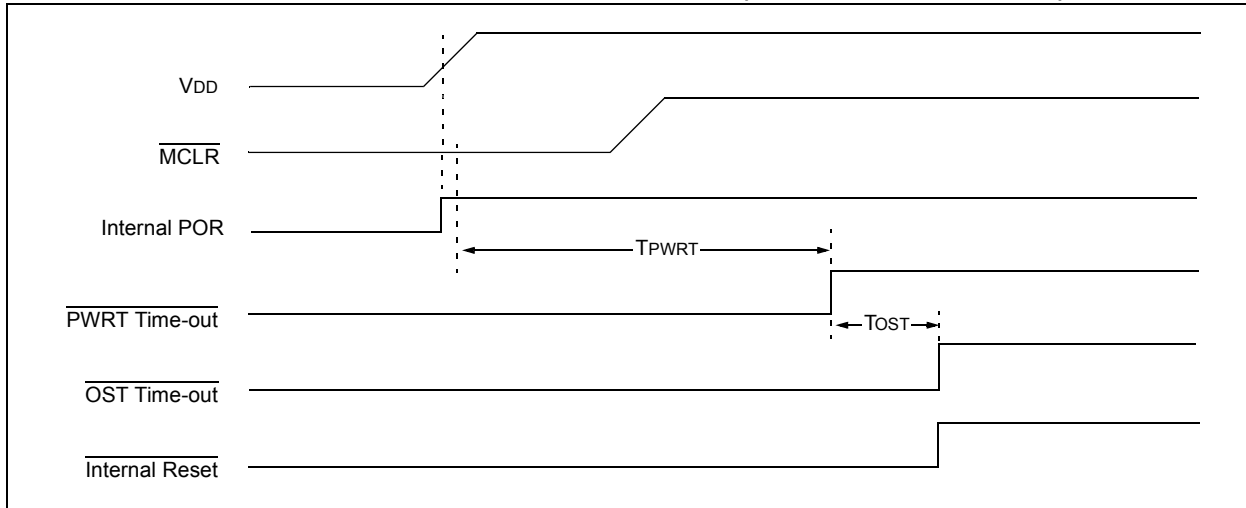 VDD
MCLR
Internal POR
TPWRT
PWRT Time-out
TOST
OST Time-out
Internal Reset